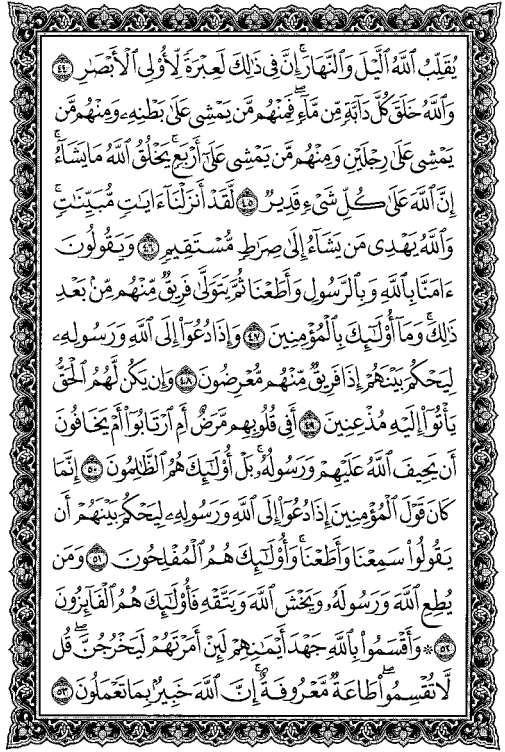 يُقَلِّبُ ٱللَّهُ ٱلَّيۡلَ وَٱلنَّهَارَۚ إِنَّ فِي ذَٰلِكَ لَعِبۡرَةٗ لِّأُوْلِي ٱلۡأَبۡصَٰرِ ٤٤
وَٱللَّهُ خَلَقَ كُلَّ دَآبَّةٖ مِّن مَّآءٖۖ فَمِنۡهُم مَّن يَمۡشِي عَلَىٰ بَطۡنِهِۦ وَمِنۡهُم مَّن
يَمۡشِي عَلَىٰ رِجۡلَيۡنِ وَمِنۡهُم مَّن يَمۡشِي عَلَىٰٓ أَرۡبَعٖۚ يَخۡلُقُ ٱللَّهُ مَا يَشَآءُۚ
إِنَّ ٱللَّهَ عَلَىٰ كُلِّ شَيۡءٖ قَدِيرٞ ٤٥ لَّقَدۡ أَنزَلۡنَآ ءَايَٰتٖ مُّبَيِّنَٰتٖۚ
وَٱللَّهُ يَهۡدِي مَن يَشَآءُ إِلَىٰ صِرَٰطٖ مُّسۡتَقِيمٖ ٤٦ وَيَقُولُونَ
ءَامَنَّا بِٱللَّهِ وَبِٱلرَّسُولِ وَأَطَعۡنَا ثُمَّ يَتَوَلَّىٰ فَرِيقٞ مِّنۡهُم مِّنۢ بَعۡدِ
ذَٰلِكَۚ وَمَآ أُوْلَٰٓئِكَ بِٱلۡمُؤۡمِنِينَ ٤٧ وَإِذَا دُعُوٓاْ إِلَى ٱللَّهِ وَرَسُولِهِۦ
لِيَحۡكُمَ بَيۡنَهُمۡ إِذَا فَرِيقٞ مِّنۡهُم مُّعۡرِضُونَ ٤٨ وَإِن يَكُن لَّهُمُ ٱلۡحَقُّ
يَأۡتُوٓاْ إِلَيۡهِ مُذۡعِنِينَ ٤٩ أَفِي قُلُوبِهِم مَّرَضٌ أَمِ ٱرۡتَابُوٓاْ أَمۡ يَخَافُونَ
أَن يَحِيفَ ٱللَّهُ عَلَيۡهِمۡ وَرَسُولُهُۥۚ بَلۡ أُوْلَٰٓئِكَ هُمُ ٱلظَّٰلِمُونَ ٥٠ إِنَّمَا
كَانَ قَوۡلَ ٱلۡمُؤۡمِنِينَ إِذَا دُعُوٓاْ إِلَى ٱللَّهِ وَرَسُولِهِۦ لِيَحۡكُمَ بَيۡنَهُمۡ أَن
يَقُولُواْ سَمِعۡنَا وَأَطَعۡنَاۚ وَأُوْلَٰٓئِكَ هُمُ ٱلۡمُفۡلِحُونَ ٥١ وَمَن
يُطِعِ ٱللَّهَ وَرَسُولَهُۥ وَيَخۡشَ ٱللَّهَ وَيَتَّقۡهِ فَأُوْلَٰٓئِكَ هُمُ ٱلۡفَآئِزُونَ
٥٢ ۞ وَأَقۡسَمُواْ بِٱللَّهِ جَهۡدَ أَيۡمَٰنِهِمۡ لَئِنۡ أَمَرۡتَهُمۡ لَيَخۡرُجُنَّۖ قُل
لَّا تُقۡسِمُواْۖ طَاعَةٞ مَّعۡرُوفَةٌۚ إِنَّ ٱللَّهَ خَبِيرُۢ بِمَا تَعۡمَلُونَ ٥٣